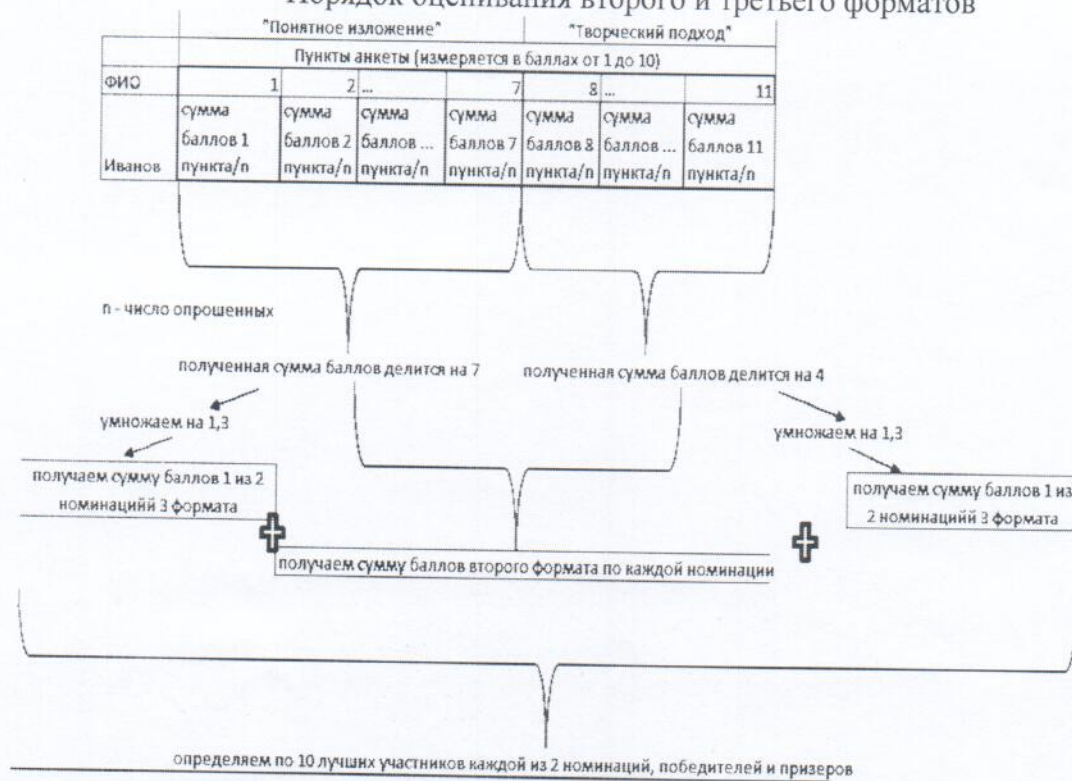 Порядок оценивания второго и третьего форматов
"Понятное изложение" "Творческий подход"
Пункты анкеты (измеряется в баллах от 1 до 10)
ФИО 1 2 ... 7 8 ... 11
сумма сумма сумма сумма сумма сумма сумма
баллов 1 баллов 2 баллов ... баллов 7 баллов 8 баллов ... баллов 11
Иванов пункта/n пункта/n пункта/n пункта/n пункта/n пункта/n пункта/n
n - число опрошенных
полученная сумма баллов делится на 7 полученная сумма баллов делится на 4
умножаем на 1,3 умножаем на 1,3
получаем сумму баллов 1 из 2
номинацийй 3 формата
получаем сумму баллов 1 из
2 номинацийй 3 формата
получаем сумму баллов второго формата по каждой номинации
определяем по 10 лучших участников каждой из 2 номинаций, победителей и призеров